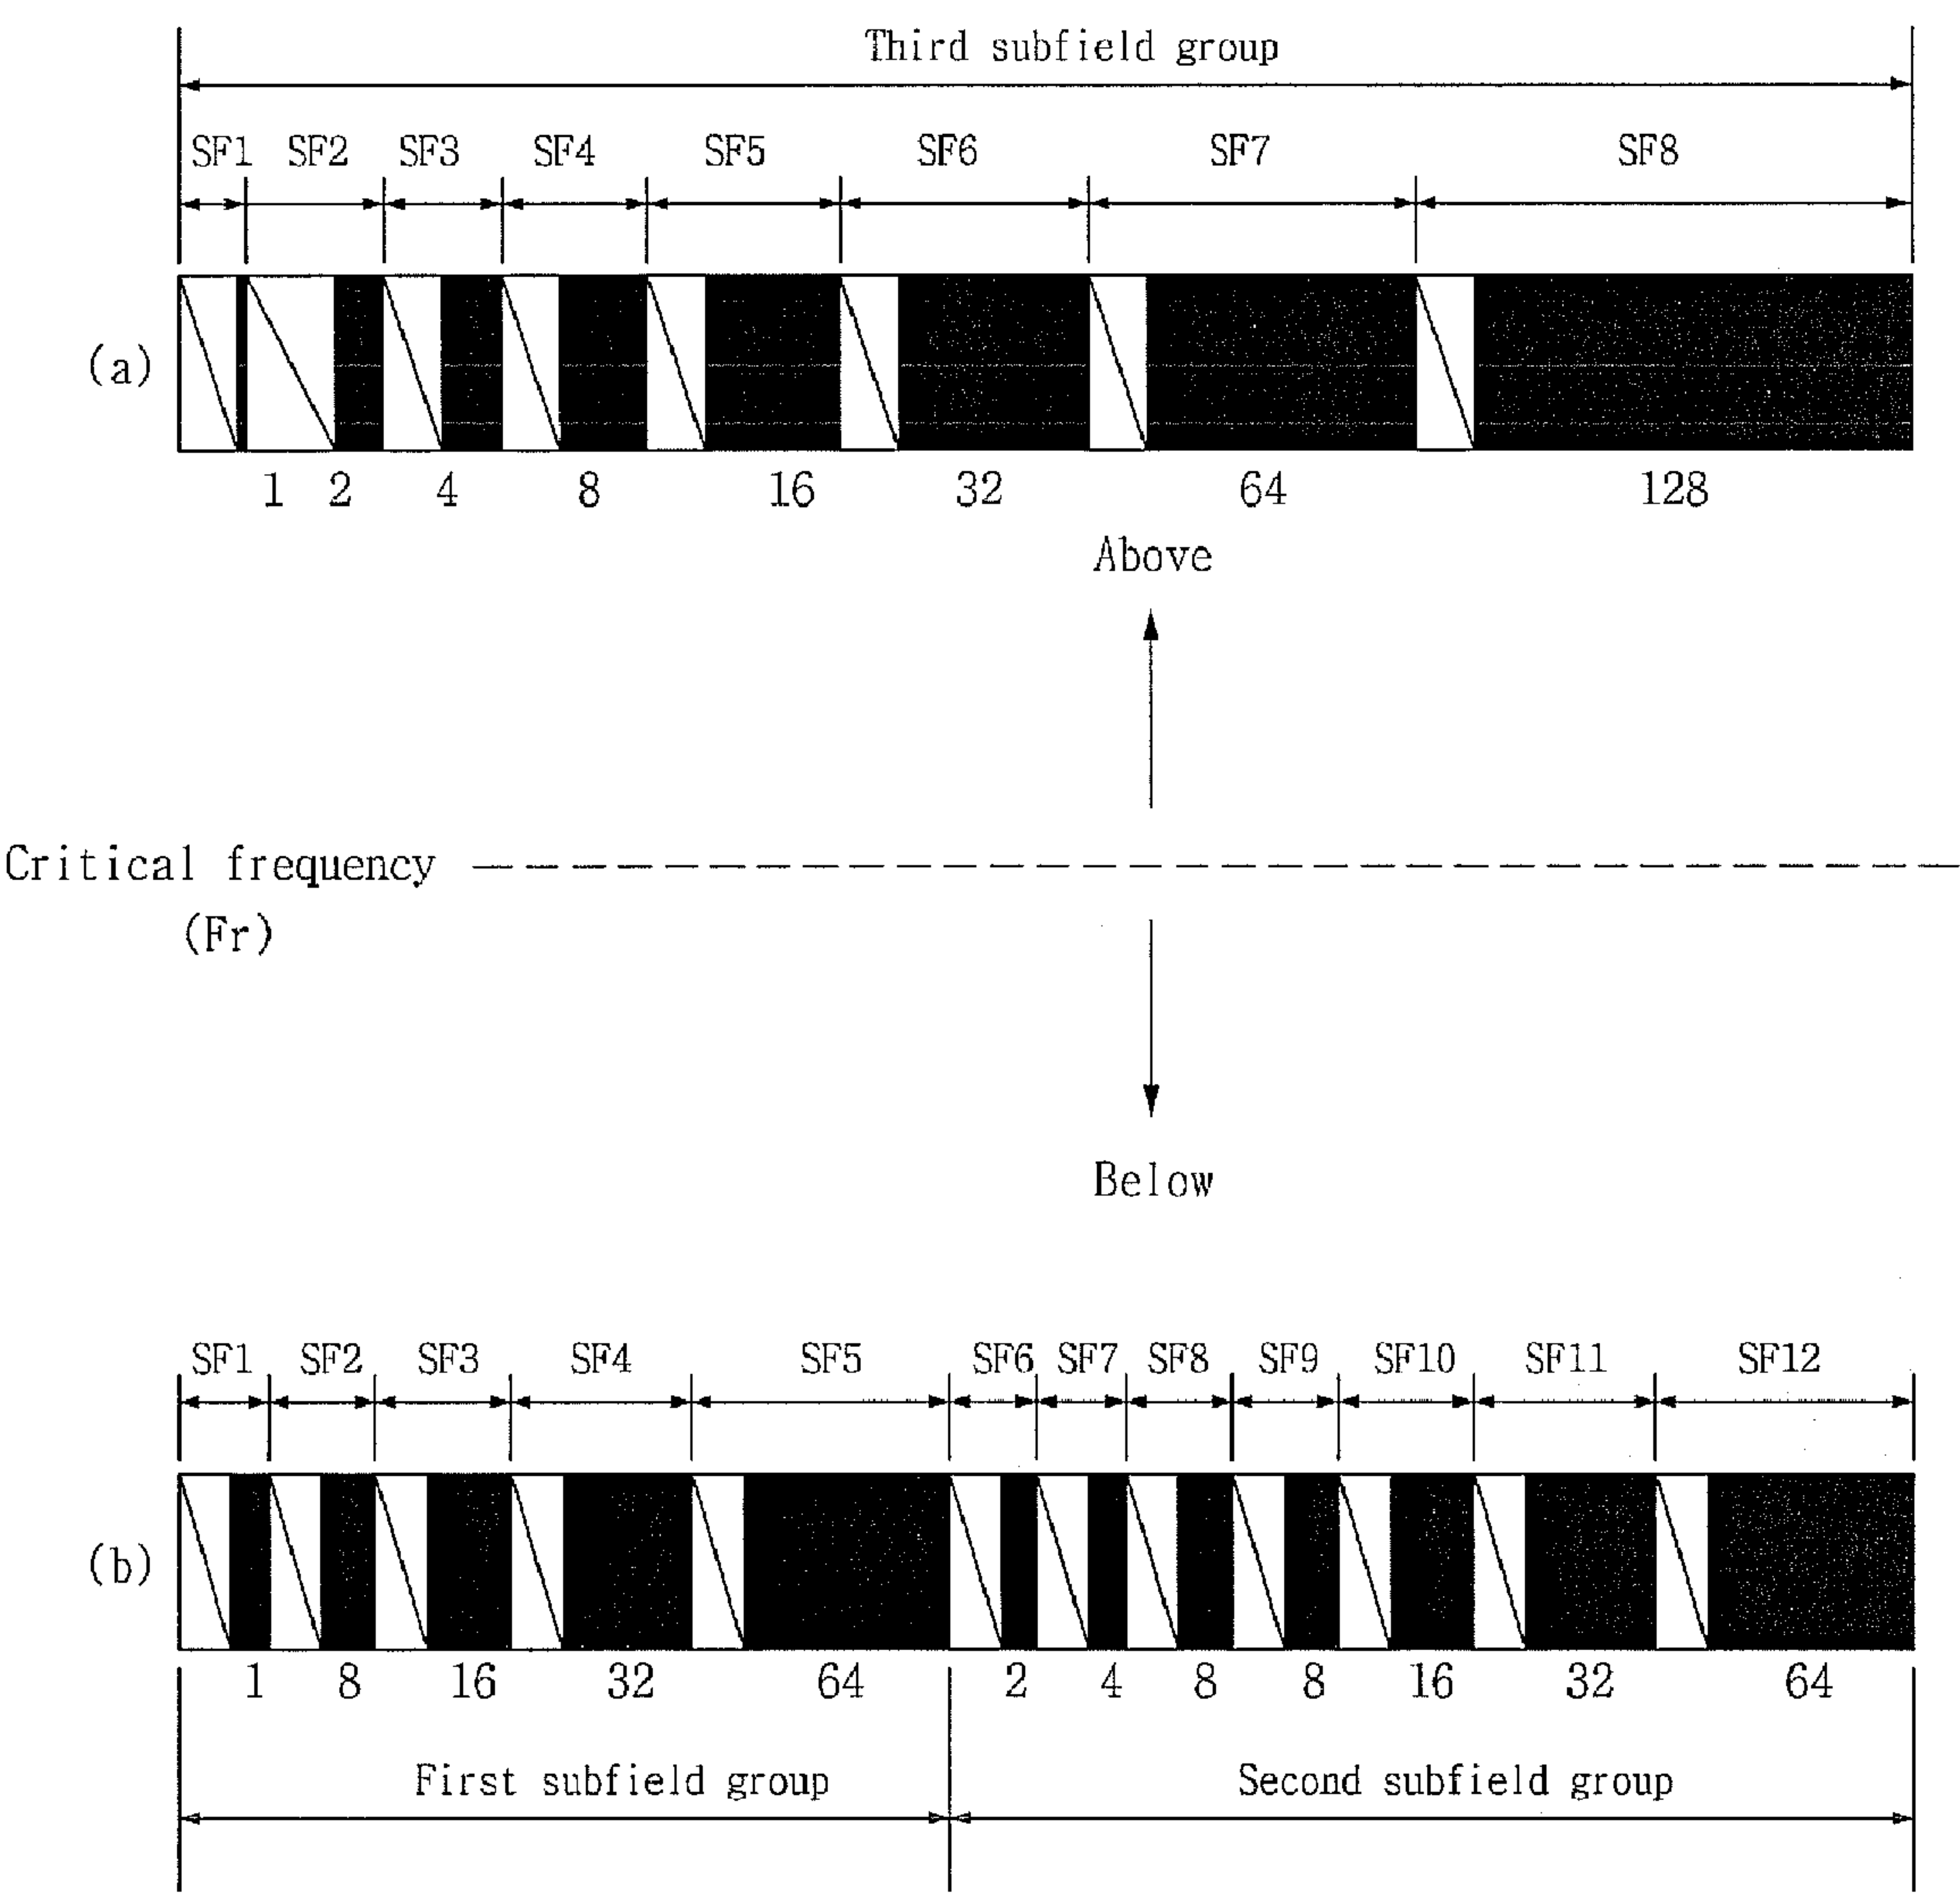 Third subfield group
SF1 SF2 SF3 SF4 SF5 SF6 SF7 SF8
(a)
1 2 4 8 16 32 64 128
Above
Critical frequency
(Fr)
Below
SF1 SF2 SF3 SF4 SF5 SF6 SF7 SF8 SF9 SF10 SF11 SF12
(b)
1 8 16 32 64 2 4 8 8 16 32 64
First subfield group Second subfield group